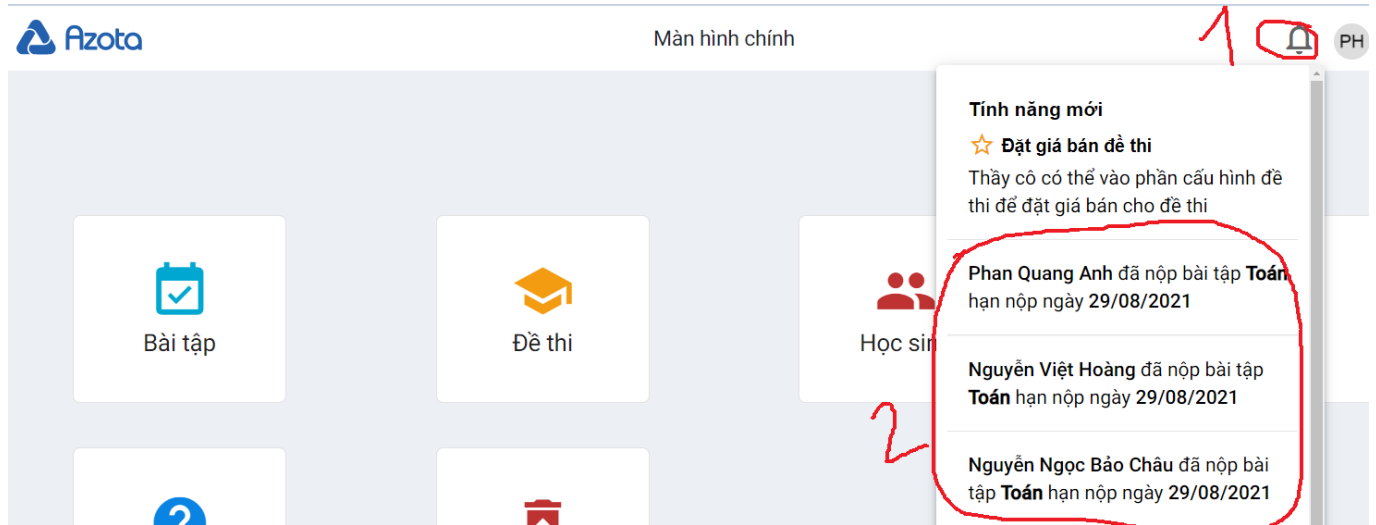 Azota
Màn hình chính
1
PH
Tính năng mới
Đặt giá bán đề thi
Thầy cô có thể vào phần cấu hình đề
thi để đặt giá bán cho đề thi
Phan Quang Anh đã nộp bài tập Toán
hạn nộp ngày 29/08/2021
Nguyễn Việt Hoàng đã nộp bài tập
Toán hạn nộp ngày 29/08/2021
Nguyễn Ngọc Bảo Châu đã nộp bài
tập Toán hạn nộp ngày 29/08/2021
2
Bài tập
Đề thi
Học sin
?